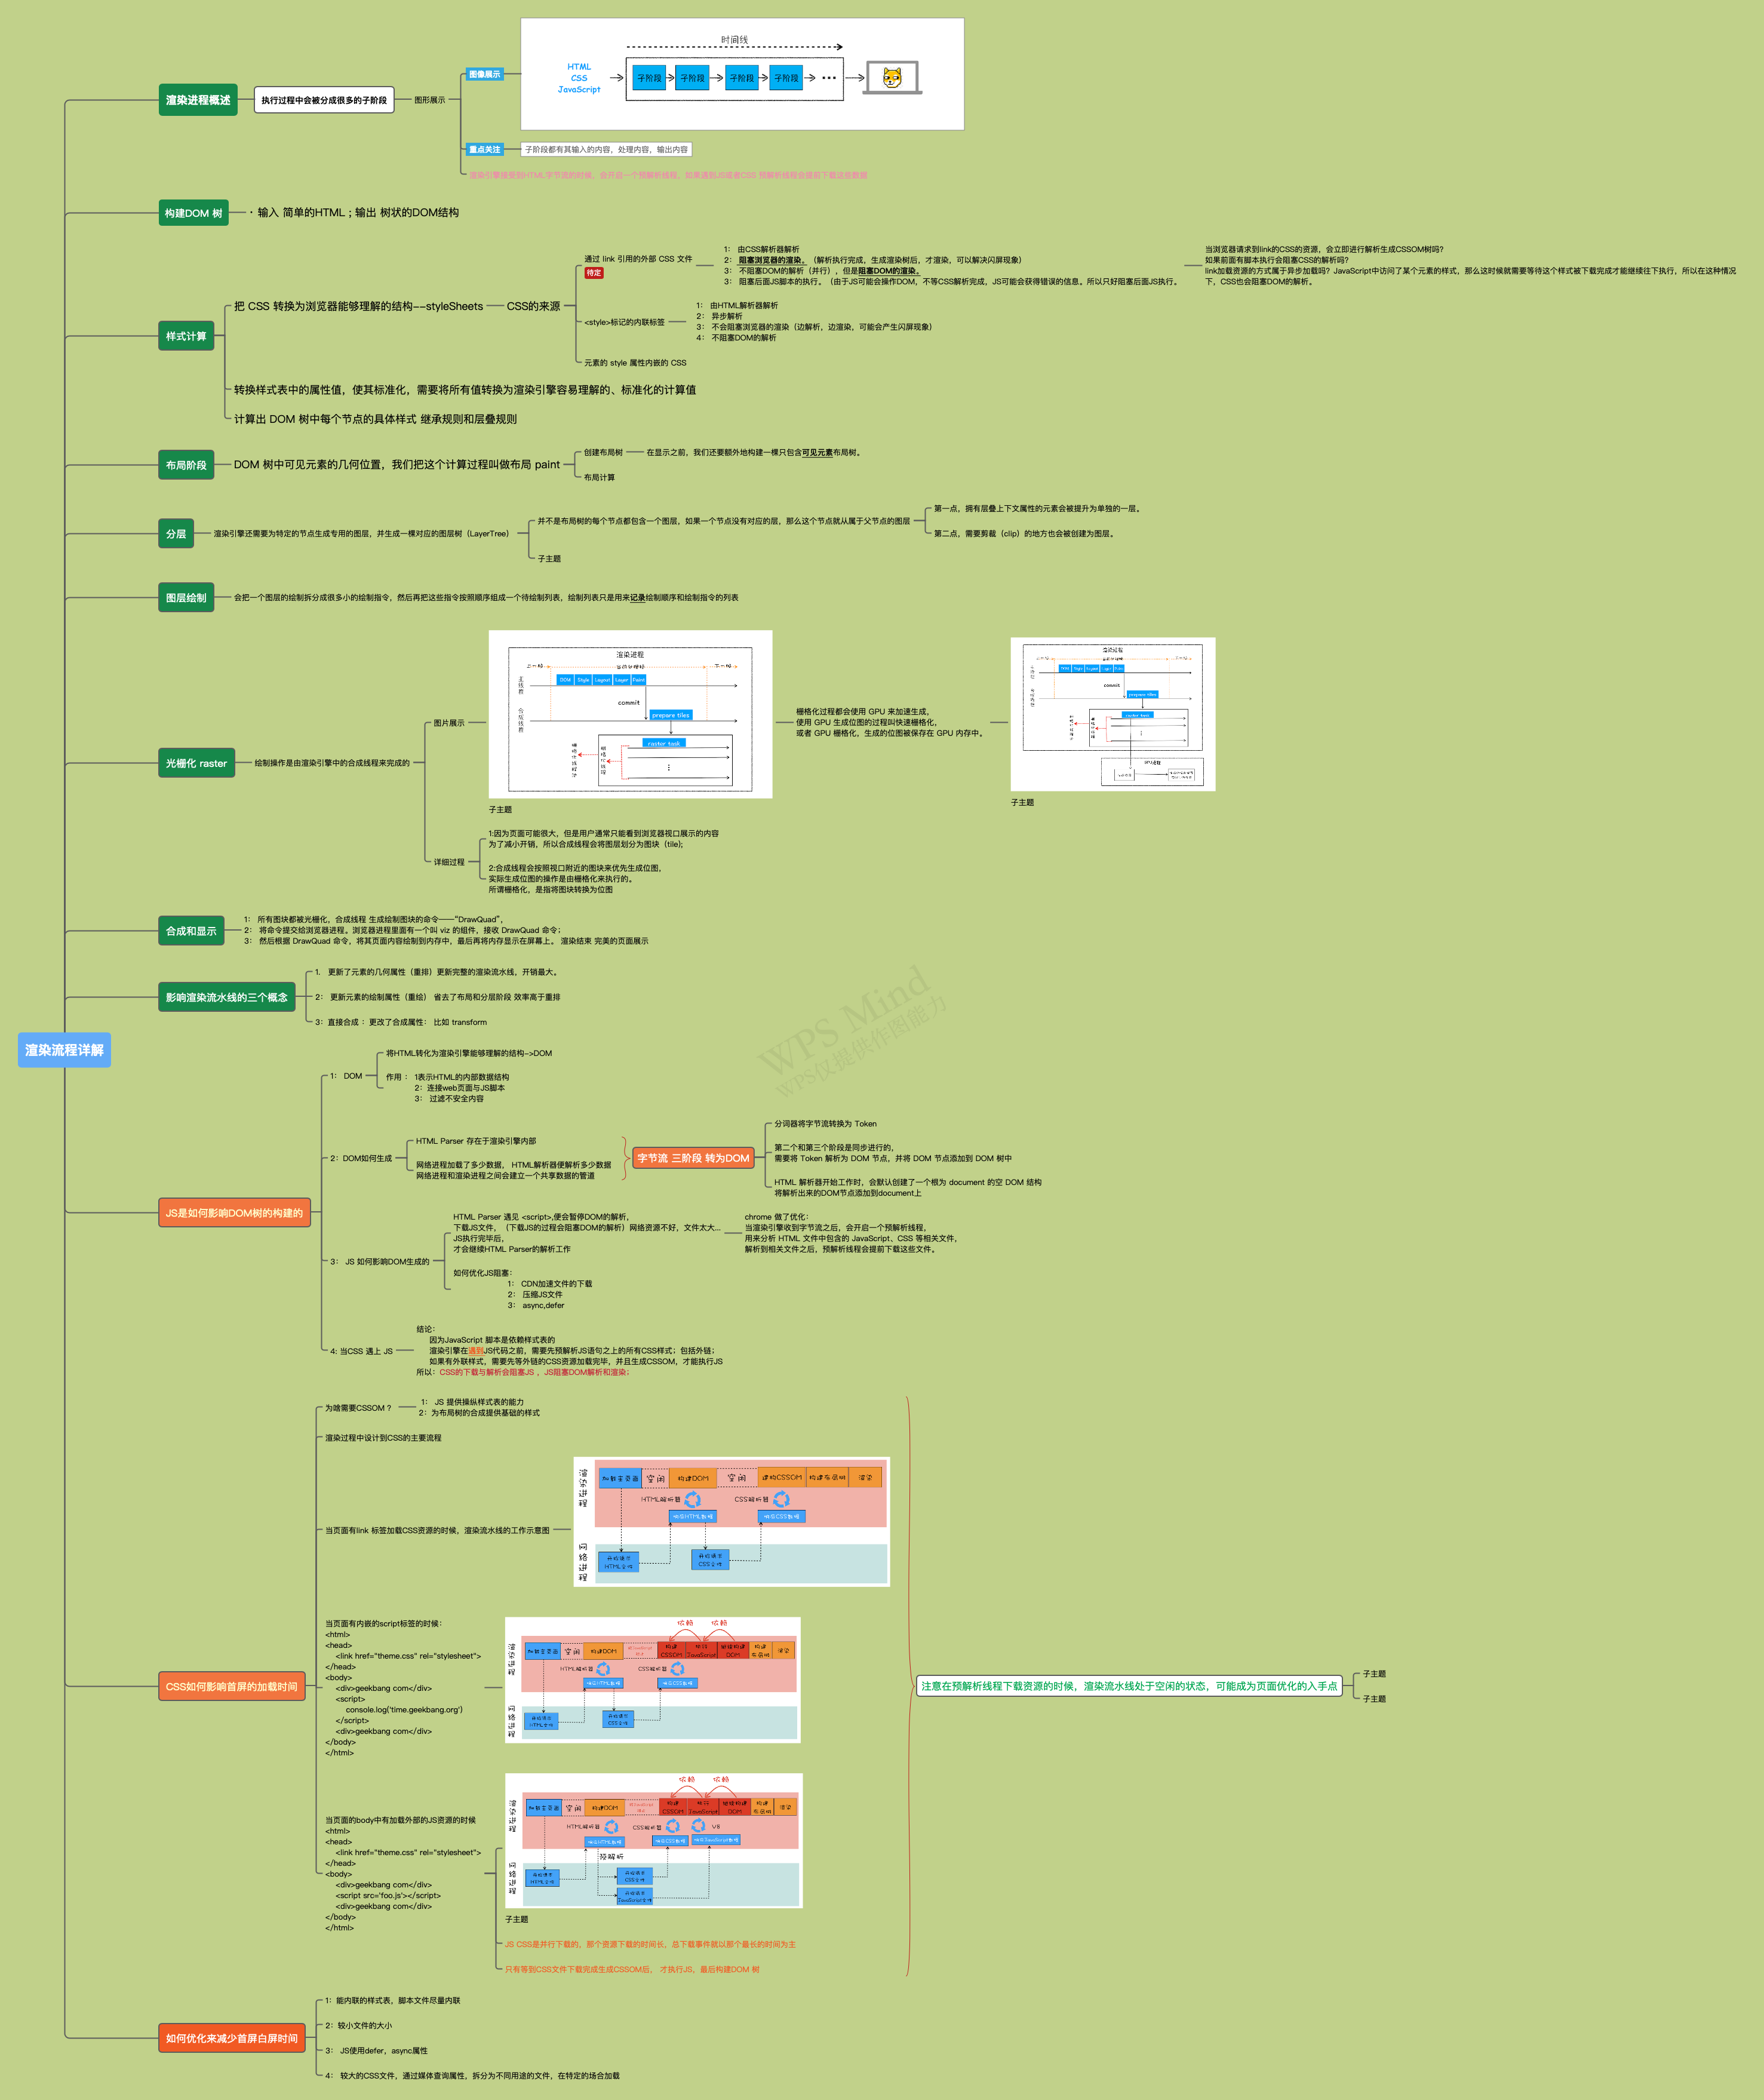 渲染流程详解
渲染进程概述
执行过程中会被分成很多的子阶段
图形展示
图像展示
时间线
HTML
CSS
JavaScript
子阶段
子阶段
子阶段
子阶段
重点关注
子阶段都有其输入的内容，处理内容，输出内容
渲染引擎接受到HTML字节流的时候，会开启一个预解析线程，如果遇到JS或者CSS 预解析线程会提前下载这些数据
构建DOM 树
· 输入 简单的HTML ; 输出 树状的DOM结构
样式计算
把 CSS 转换为浏览器能够理解的结构--styleSheets
CSS的来源
通过 link 引用的外部 CSS 文件
待定
1： 由CSS解析器解析
2： 阻塞浏览器的渲染。（解析执行完成，生成渲染树后，才渲染，可以解决闪屏现象）
3： 不阻塞DOM的解析（并行），但是阻塞DOM的渲染。
3： 阻塞后面JS脚本的执行。（由于JS可能会操作DOM，不等CSS解析完成，JS可能会获得错误的信息。所以只好阻塞后面JS执行。
当浏览器请求到link的CSS的资源，会立即进行解析生成CSSOM树吗?
如果前面有脚本执行会阻塞CSS的解析吗?
link加载资源的方式属于异步加载吗？JavaScript中访问了某个元素的样式，那么这时候就需要等待这个样式被下载完成才能继续往下执行，所以在这种情况
下，CSS也会阻塞DOM的解析。
<style>标记的内联标签
1： 由HTML解析器解析
2： 异步解析
3： 不会阻塞浏览器的渲染（边解析，边渲染，可能会产生闪屏现象）
4： 不阻塞DOM的解析
元素的 style 属性内嵌的 CSS
转换样式表中的属性值，使其标准化，需要将所有值转换为渲染引擎容易理解的、标准化的计算值
计算出 DOM 树中每个节点的具体样式 继承规则和层叠规则
布局阶段
DOM 树中可见元素的几何位置，我们把这个计算过程叫做布局 paint
创建布局树
在显示之前，我们还要额外地构建一棵只包含可见元素布局树。
布局计算
分层
渲染引擎还需要为特定的节点生成专用的图层，并生成一棵对应的图层树（LayerTree）
并不是布局树的每个节点都包含一个图层，如果一个节点没有对应的层，那么这个节点就从属于父节点的图层
第一点，拥有层叠上下文属性的元素会被提升为单独的一层。
第二点，需要剪裁（clip）的地方也会被创建为图层。
子主题
图层绘制
会把一个图层的绘制拆分成很多小的绘制指令，然后再把这些指令按照顺序组成一个待绘制列表，绘制列表只是用来记录绘制顺序和绘制指令的列表
光栅化 raster
绘制操作是由渲染引擎中的合成线程来完成的
图片展示
渲染进程
DOM
Style
Layout
Layer
Paint
commit
合成线程
prepare tiles
raster task
子主题
栅格化过程都会使用 GPU 来加速生成，
使用 GPU 生成位图的过程叫快速栅格化，
或者 GPU 栅格化，生成的位图被保存在 GPU 内存中。
渲染进程
commit
prepare tiles
raster task
GPU进程
子主题
详细过程
1:因为页面可能很大，但是用户通常只能看到浏览器视口展示的内容
为了减小开销，所以合成线程会将图层划分为图块（tile);
2:合成线程会按照视口附近的图块来优先生成位图，
实际生成位图的操作是由栅格化来执行的。
所谓栅格化，是指将图块转换为位图
合成和显示
1： 所有图块都被光栅化，合成线程 生成绘制图块的命令——“DrawQuad”，
2： 将命令提交给浏览器进程。浏览器进程里面有一个叫 viz 的组件，接收 DrawQuad 命令；
3： 然后根据 DrawQuad 命令，将其页面内容绘制到内存中，最后再将内存显示在屏幕上。 渲染结束 完美的页面展示
影响渲染流水线的三个概念
1. 更新了元素的几何属性（重排）更新完整的渲染流水线，开销最大。
2： 更新元素的绘制属性（重绘） 省去了布局和分层阶段 效率高于重排
3：直接合成 ：更改了合成属性： 比如 transform
WPS Mind
WPS仅提供作图能力
JS是如何影响DOM树的构建的
1： DOM
将HTML转化为渲染引擎能够理解的结构->DOM
作用 ： 1表示HTML的内部数据结构
2：连接web页面与JS脚本
3： 过滤不安全内容
2：DOM如何生成
HTML Parser 存在于渲染引擎内部
网络进程加载了多少数据， HTML解析器便解析多少数据
网络进程和渲染进程之间会建立一个共享数据的管道
字节流 三阶段 转为DOM
分词器将字节流转换为 Token
第二个和第三个阶段是同步进行的，
需要将 Token 解析为 DOM 节点，并将 DOM 节点添加到 DOM 树中
HTML 解析器开始工作时，会默认创建了一个根为 document 的空 DOM 结构
将解析出来的DOM节点添加到document上
3： JS 如何影响DOM生成的
HTML Parser 遇见 <script>,便会暂停DOM的解析，
下载JS文件，（下载JS的过程会阻塞DOM的解析）网络资源不好，文件太大...
JS执行完毕后，
才会继续HTML Parser的解析工作
chrome 做了优化：
当渲染引擎收到字节流之后，会开启一个预解析线程，
用来分析 HTML 文件中包含的 JavaScript、CSS 等相关文件，
解析到相关文件之后，预解析线程会提前下载这些文件。
如何优化JS阻塞：
1： CDN加速文件的下载
2： 压缩JS文件
3： async,defer
4: 当CSS 遇上 JS
结论：
因为JavaScript 脚本是依赖样式表的
渲染引擎在遇到JS代码之前，需要先预解析JS语句之上的所有CSS样式；包括外链；
如果有外联样式，需要先等外链的CSS资源加载完毕，并且生成CSSOM，才能执行JS
所以：CSS的下载与解析会阻塞JS ，JS阻塞DOM解析和渲染；
CSS如何影响首屏的加载时间
为啥需要CSSOM ？
1： JS 提供操纵样式表的能力
2：为布局树的合成提供基础的样式
渲染过程中设计到CSS的主要流程
当页面有link 标签加载CSS资源的时候，渲染流水线的工作示意图
渲染进程
空闲
构建DOM
空闲
构建CSSOM
构建布局树
渲染
HTML解析器
CSS解析器
网络进程
当页面有内嵌的script标签的时候：
<html>
<head>
<link href="theme.css" rel="stylesheet">
</head>
<body>
<div>geekbang com</div>
<script>
console.log('time.geekbang.org')
</script>
<div>geekbang com</div>
</body>
</html>
依赖
依赖
空闲
构建DOM
HTML解析器
CSS解析器
当页面的body中有加载外部的JS资源的时候
<html>
<head>
<link href="theme.css" rel="stylesheet">
</head>
<body>
<div>geekbang com</div>
<script src='foo.js'></script>
<div>geekbang com</div>
</body>
</html>
依赖
依赖
空闲
构建DOM
HTML解析器
CSS解析器
V8
预解析
子主题
JS CSS是并行下载的，那个资源下载的时间长，总下载事件就以那个最长的时间为主
只有等到CSS文件下载完成生成CSSOM后， 才执行JS，最后构建DOM 树
注意在预解析线程下载资源的时候，渲染流水线处于空闲的状态，可能成为页面优化的入手点
子主题
子主题
如何优化来减少首屏白屏时间
1：能内联的样式表，脚本文件尽量内联
2：较小文件的大小
3： JS使用defer，async属性
4： 较大的CSS文件，通过媒体查询属性，拆分为不同用途的文件，在特定的场合加载